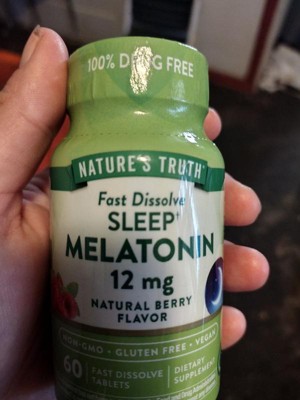 100% DRUG FREE
NATURE'S TRUTH
Fast Dissolve
SLEEP†
MELATONIN
12 mg
NATURAL BERRY
FLAVOR
NON-GMO • GLUTEN FREE • VEGAN
60 FAST DISSOLVE TABLETS
DIETARY SUPPLEMENT